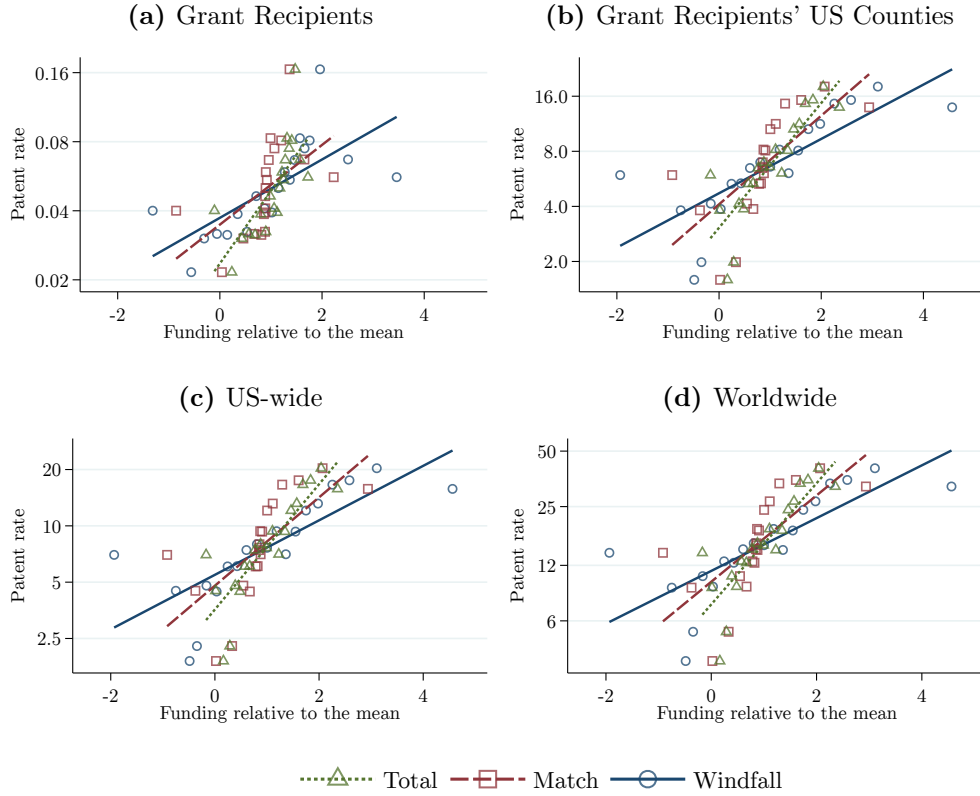 (a) Grant Recipients
(b) Grant Recipients’ US Counties
Patent rate
0.16
0.08
0.04
0.02
-2 0 2 4
Funding relative to the mean
Patent rate
16.0
8.0
4.0
2.0
-2 0 2 4
Funding relative to the mean
(c) US-wide
(d) Worldwide
Patent rate
20
10
5
2.5
-2 0 2 4
Funding relative to the mean
Patent rate
50
25
12
6
-2 0 2 4
Funding relative to the mean
Total Match Windfall